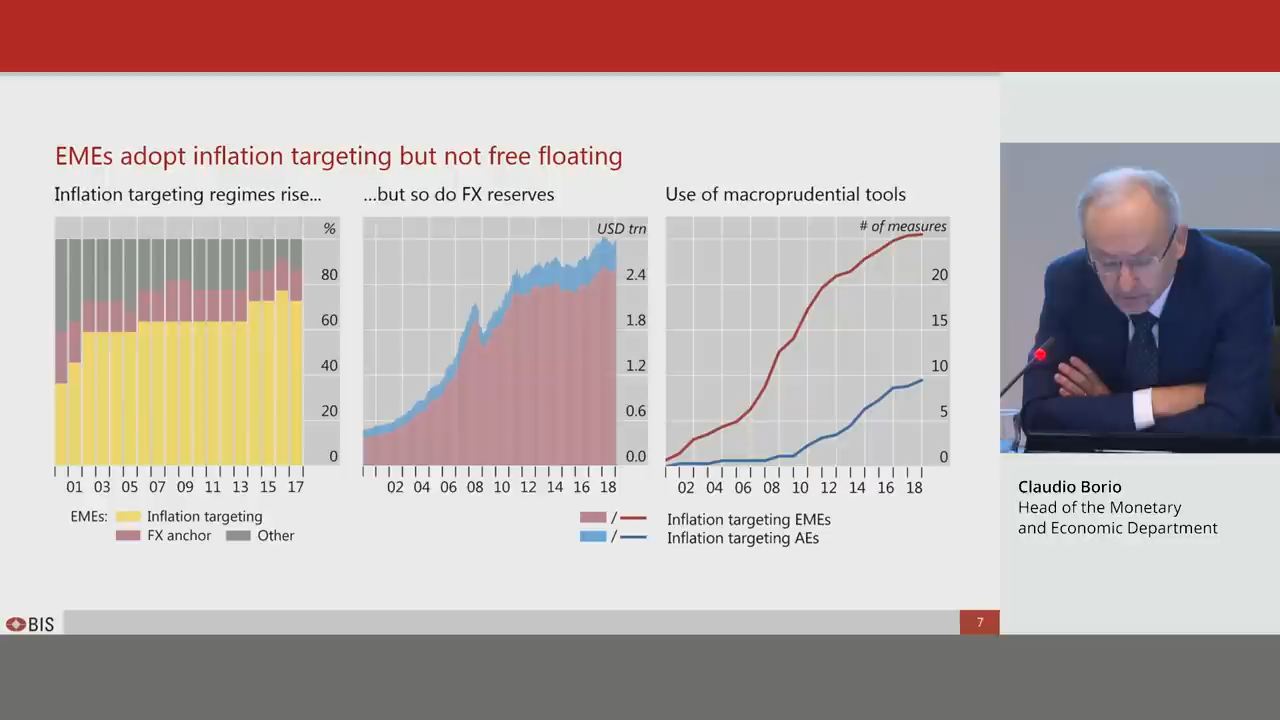 EMEs adopt inflation targeting but not free floating
Inflation targeting regimes rise...
%
80
60
40
20
0
01 03 05 07 09 11 13 15 17
EMEs: Inflation targeting
FX anchor Other
...but so do FX reserves
USD trn
2.4
1.8
1.2
0.6
0.0
02 04 06 08 10 12 14 16 18
Use of macroprudential tools
# of measures
20
15
10
5
0
02 04 06 08 10 12 14 16 18
/ Inflation targeting EMEs
/ Inflation targeting AEs
Claudio Borio
Head of the Monetary
and Economic Department
BIS
7